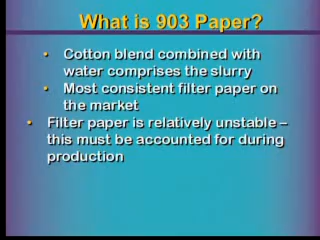 What is 903 Paper?
• Cotton blend combined with
water comprises the slurry
• Most consistent filter paper on
the market
• Filter paper is relatively unstable –
this must be accounted for during
production